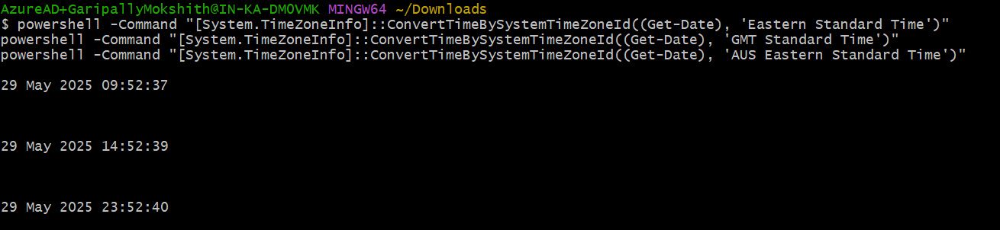 AzureAD+GaripallyMokshith@IN-KA-DMOVMK MINGW64 ~/Downloads
$ powershell -Command "[System.TimeZoneInfo]::ConvertTimeBySystemTimeZoneId((Get-Date), 'Eastern Standard Time')"
powershell -Command "[System.TimeZoneInfo]::ConvertTimeBySystemTimeZoneId((Get-Date), 'GMT Standard Time')"
powershell -Command "[System.TimeZoneInfo]::ConvertTimeBySystemTimeZoneId((Get-Date), 'AUS Eastern Standard Time')"
29 May 2025 09:52:37
29 May 2025 14:52:39
29 May 2025 23:52:40